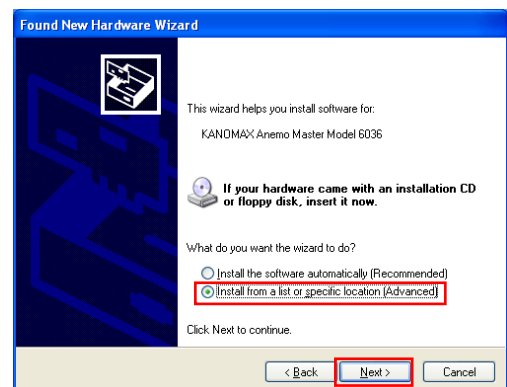 Found New Hardware Wizard
This wizard helps you install software for:
KANOMAX Anemo Master Model 6036
If your hardware came with an installation CD
or floppy disk, insert it now.
What do you want the wizard to do?
Install the software automatically (Recommended)
Install from a list or specific location (Advanced)
Click Next to continue.
< Back Next > Cancel